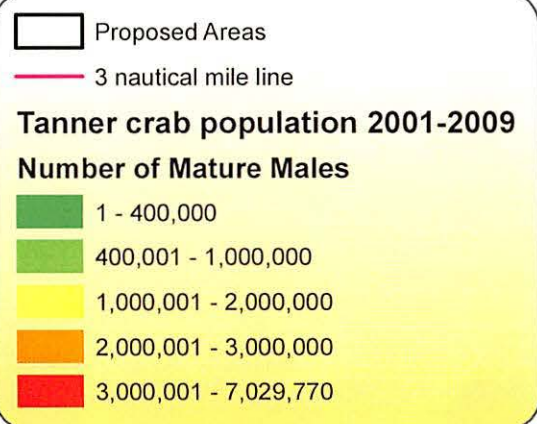 Proposed Areas
3 nautical mile line
Tanner crab population 2001-2009
Number of Mature Males
1 - 400,000
400,001 - 1,000,000
1,000,001 - 2,000,000
2,000,001 - 3,000,000
3,000,001 - 7,029,770